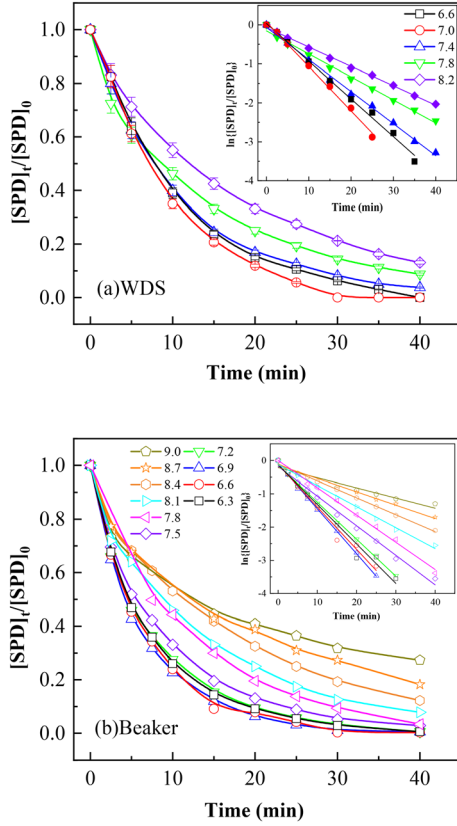 1.0
0.8
0.6
0.4
0.2
0.0
[SPD]t/[SPD]0
0 10 20 30 40
Time (min)
(a)WDS
0
-1
-2
-3
-4
ln{[SPD]t/[SPD]0}
0 10 20 30 40
Time (min)
6.6
7.0
7.4
7.8
8.2
1.0
0.8
0.6
0.4
0.2
0.0
[SPD]t/[SPD]0
0 10 20 30 40
Time (min)
(b)Beaker
9.0 7.2
8.7 6.9
8.4 6.6
8.1 6.3
7.8
7.5
0
-1
-2
-3
-4
ln{[SPD]t/[SPD]0}
0 10 20 30 40
Time (min)